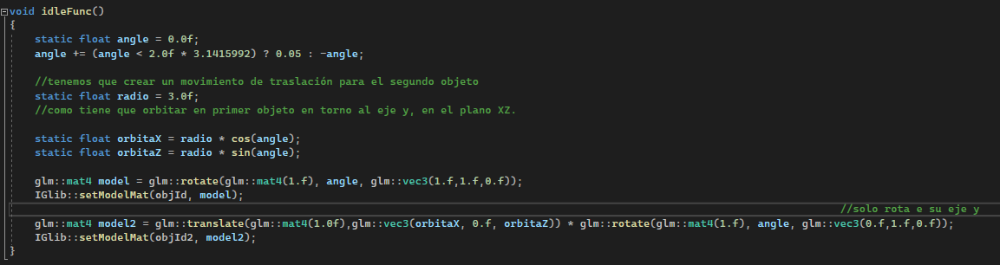 void idleFunc()
{
static float angle = 0.0f;
angle += (angle < 2.0f * 3.1415992) ? 0.05 : -angle;
//tenemos que crear un movimiento de traslación para el segundo objeto
static float radio = 3.0f;
//como tiene que orbitar en primer objeto en torno al eje y, en el plano XZ.
static float orbitaX = radio * cos(angle);
static float orbitaZ = radio * sin(angle);
glm::mat4 model = glm::rotate(glm::mat4(1.f), angle, glm::vec3(1.f,1.f,0.f));
IGlib::setModelMat(objId, model);
//solo rota e su eje y
glm::mat4 model2 = glm::translate(glm::mat4(1.0f),glm::vec3(orbitaX, 0.f, orbitaZ)) * glm::rotate(glm::mat4(1.f), angle, glm::vec3(0.f,1.f,0.f));
IGlib::setModelMat(objId2, model2);
}